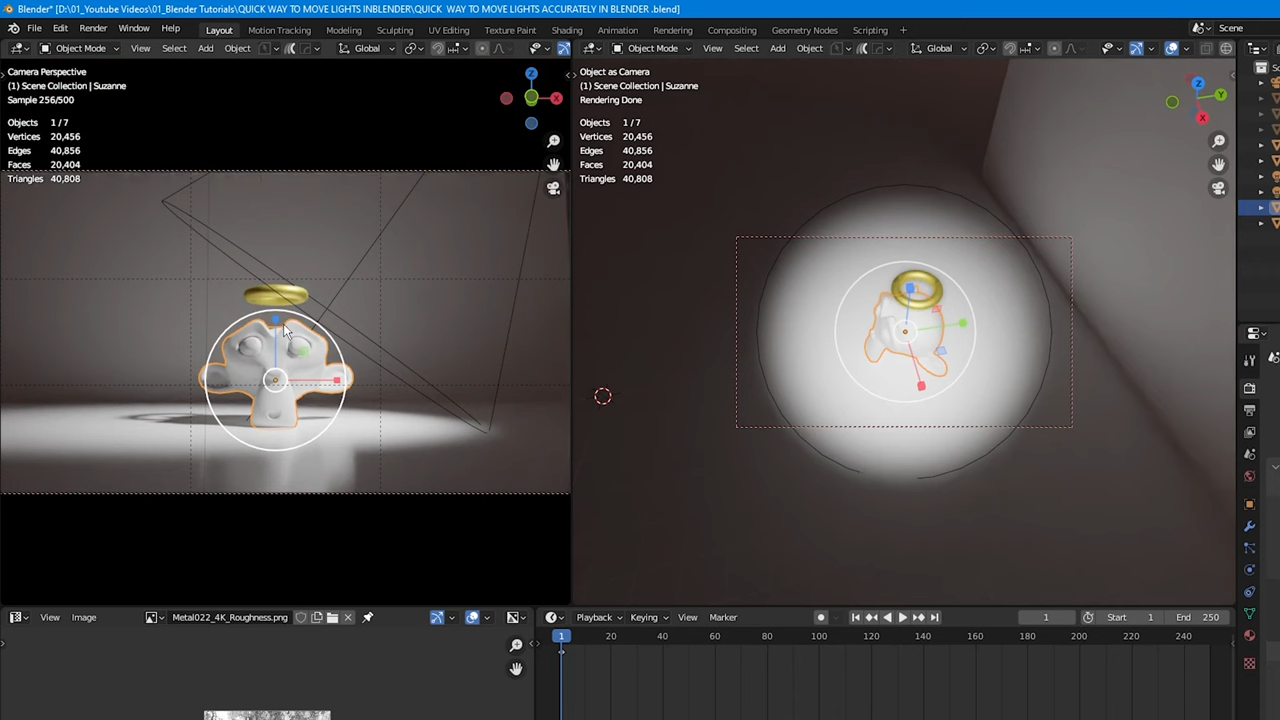 Blender* [D:\01_Youtube Videos\01_Blender Tutorials\QUICK WAY TO MOVE LIGHTS INBLENDER\QUICK  WAY TO MOVE LIGHTS ACCURATELY IN BLENDER .blend]
File Edit Render Window Help Layout Motion Tracking Modeling Sculpting UV Editing Texture Paint Shading Animation Rendering Compositing Geometry Nodes Scripting + Scene
Object Mode View Select Add Object Global Object Mode View Select Add Object Global
Camera Perspective
(1) Scene Collection | Suzanne
Sample 256/500
Objects 1/7
Vertices 20,456
Edges 40,856
Faces 20,404
Triangles 40,808
Z
X
Object as Camera
(1) Scene Collection | Suzanne
Rendering Done
Objects 1/7
Vertices 20,456
Edges 40,856
Faces 20,404
Triangles 40,808
Z
Y
X
View Image Metal022_4K_Roughness.png
Playback Keying View Marker 1 Start 1 End 250
1 20 40 60 80 100 120 140 160 180 200 220 240